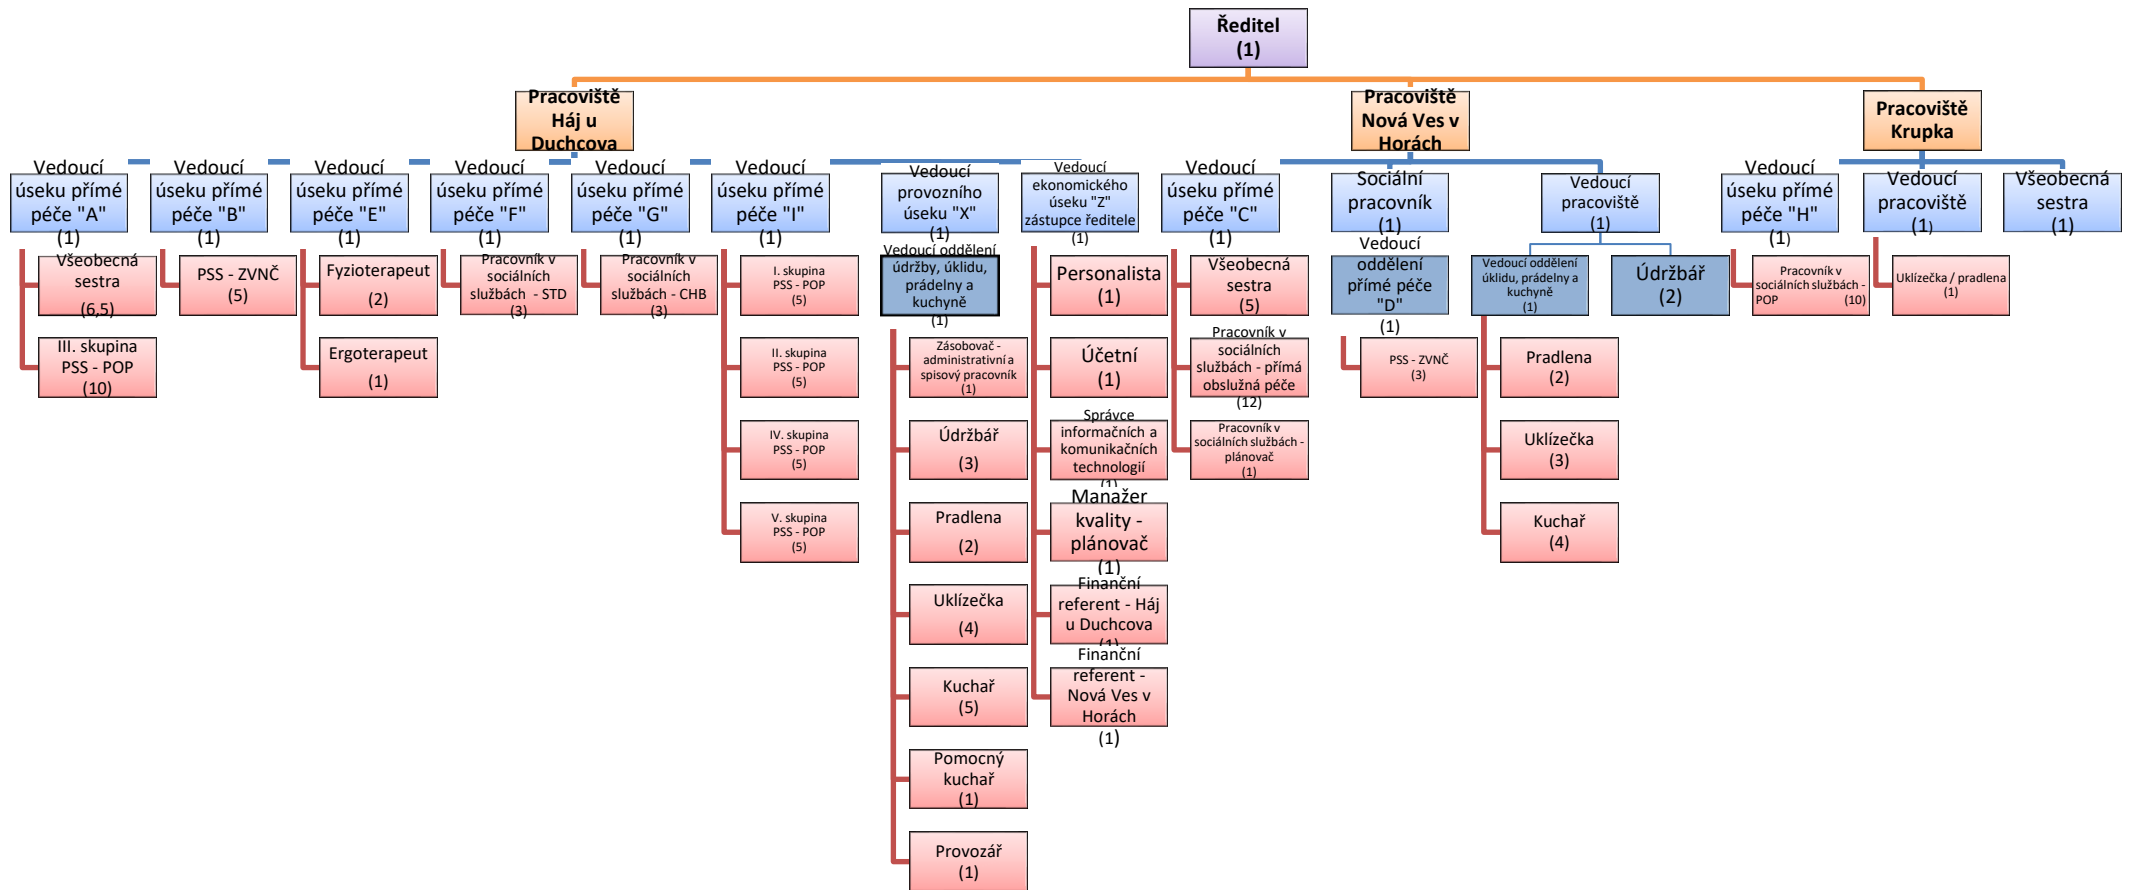 Ředitel
(1)
Pracoviště
Háj u
Duchcova
Pracoviště
Nová Ves v
Horách
Pracoviště
Krupka
Vedoucí
úseku přímé
péče "A"
(1)
Vedoucí
úseku přímé
péče "B"
(1)
Vedoucí
úseku přímé
péče "E"
(1)
Vedoucí
úseku přímé
péče "F"
(1)
Vedoucí
úseku přímé
péče "G"
(1)
Vedoucí
úseku přímé
péče "I"
(1)
Vedoucí
provozního
úseku "X"
(1)
Vedoucí
ekonomického
úseku "Z"
zástupce ředitele
(1)
Vedoucí
úseku přímé
péče "C"
(1)
Sociální
pracovník
(1)
Vedoucí
pracoviště
(1)
Vedoucí
úseku přímé
péče "H"
(1)
Vedoucí
pracoviště
(1)
Všeobecná
sestra
(1)
Všeobecná
sestra
(6,5)
III. skupina
PSS - POP
(10)
PSS - ZVNČ
(5)
Fyzioterapeut
(2)
Ergoterapeut
(1)
Pracovník v
sociálních
službách - STD
(3)
Pracovník v
sociálních
službách - CHB
(3)
I. skupina
PSS - POP
(5)
II. skupina
PSS - POP
(5)
IV. skupina
PSS - POP
(5)
V. skupina
PSS - POP
(5)
Vedoucí oddělení
údržby, úklidu,
prádelny a
kuchyně
(1)
Zásobovač -
administrativní a
spisový pracovník
(1)
Údržbář
(3)
Pradlena
(2)
Uklízečka
(4)
Kuchař
(5)
Pomocný
kuchař
(1)
Provozář
(1)
Personalista
(1)
Účetní
(1)
Správce
informačních a
komunikačních
technologií
(1)
Manažer
kvality -
plánovač
(1)
Finanční
referent - Háj
u Duchcova
(1)
Finanční
referent -
Nová Ves v
Horách
(1)
Všeobecná
sestra
(5)
Pracovník v
sociálních
službách - přímá
obslužná péče
(12)
Pracovník v
sociálních službách -
plánovač
(1)
Vedoucí
oddělení
přímé péče
"D"
(1)
PSS - ZVNČ
(3)
Vedoucí oddělení
úklidu, prádelny a
kuchyně
(1)
Údržbář
(2)
Pradlena
(2)
Uklízečka
(3)
Kuchař
(4)
Pracovník v
sociálních službách -
POP (10)
Uklízečka / pradlena
(1)